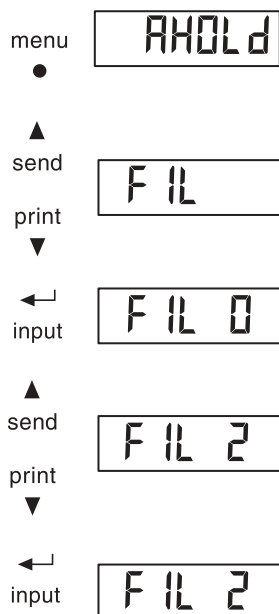 menu
AHOLd
send
print
FIL
input
FIL 0
send
print
FIL 2
input
FIL 2